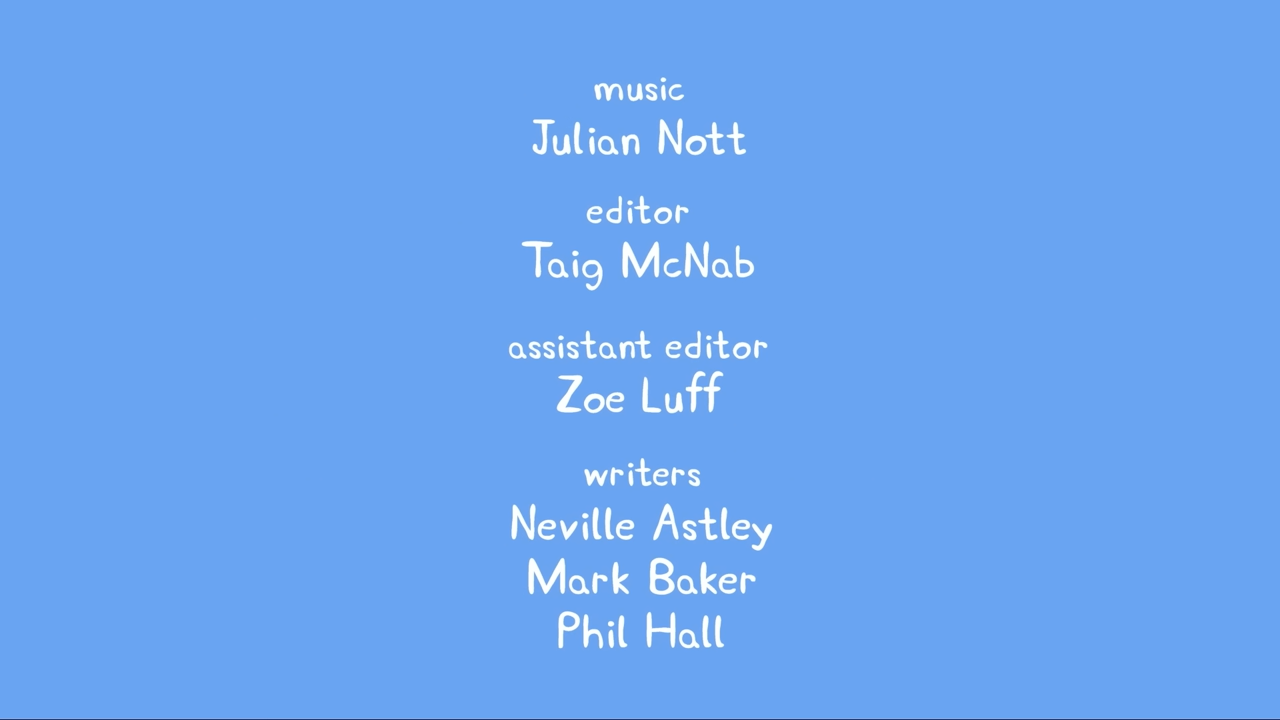 music
Julian Nott
editor
Taig McNab
assistant editor
Zoe Luff
writers
Neville Astley
Mark Baker
Phil Hall